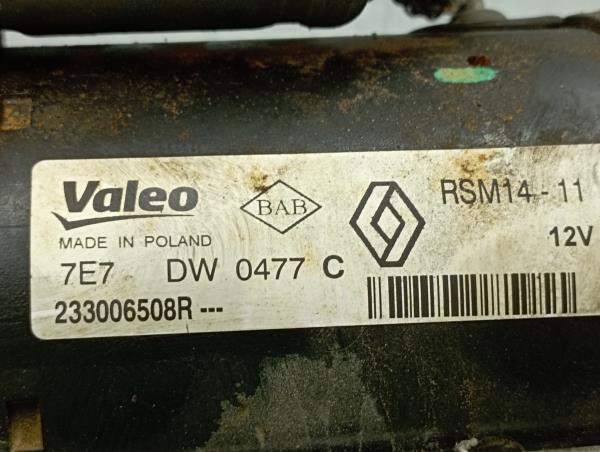 Valeo BAB RSM14-11
MADE IN POLAND 12V
7E7 DW 0477 C
233006508R ---